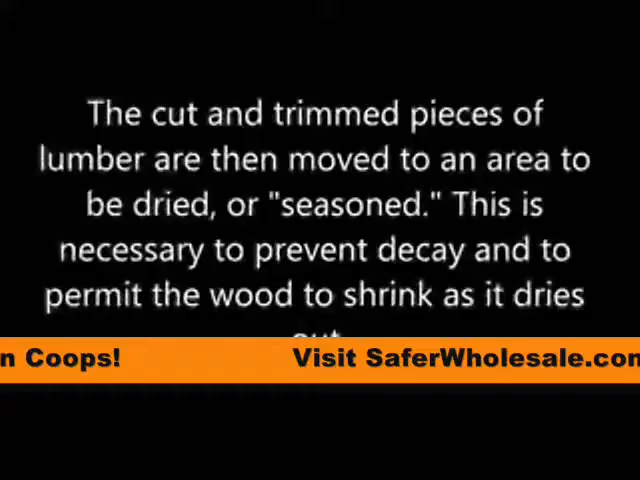 The cut and trimmed pieces of
lumber are then moved to an area to
be dried, or "seasoned." This is
necessary to prevent decay and to
permit the wood to shrink as it dries
out.
n Coops!
Visit SaferWholesale.com